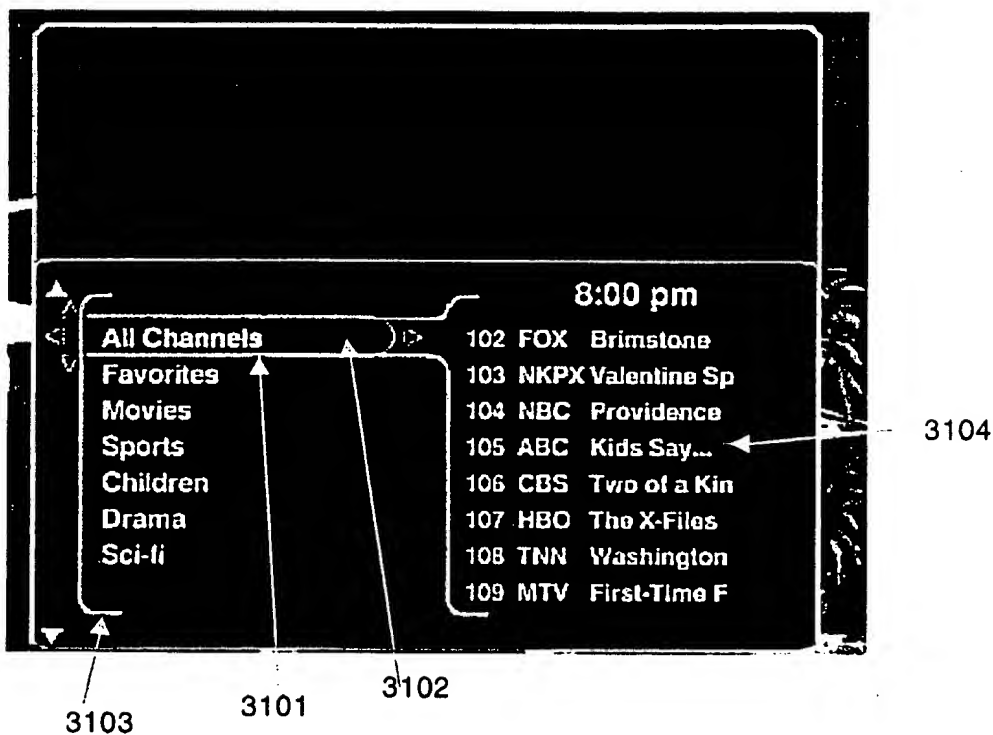 8:00 pm
All Channels
Favorites
Movies
Sports
Children
Drama
Sci-fi
102 FOX Brimstone
103 NKPX Valentine Sp
104 NBC Providence
105 ABC Kids Say...
106 CBS Two of a Kin
107 HBO The X-Files
108 TNN Washington
109 MTV First-Time F
3104
3103
3101
3102